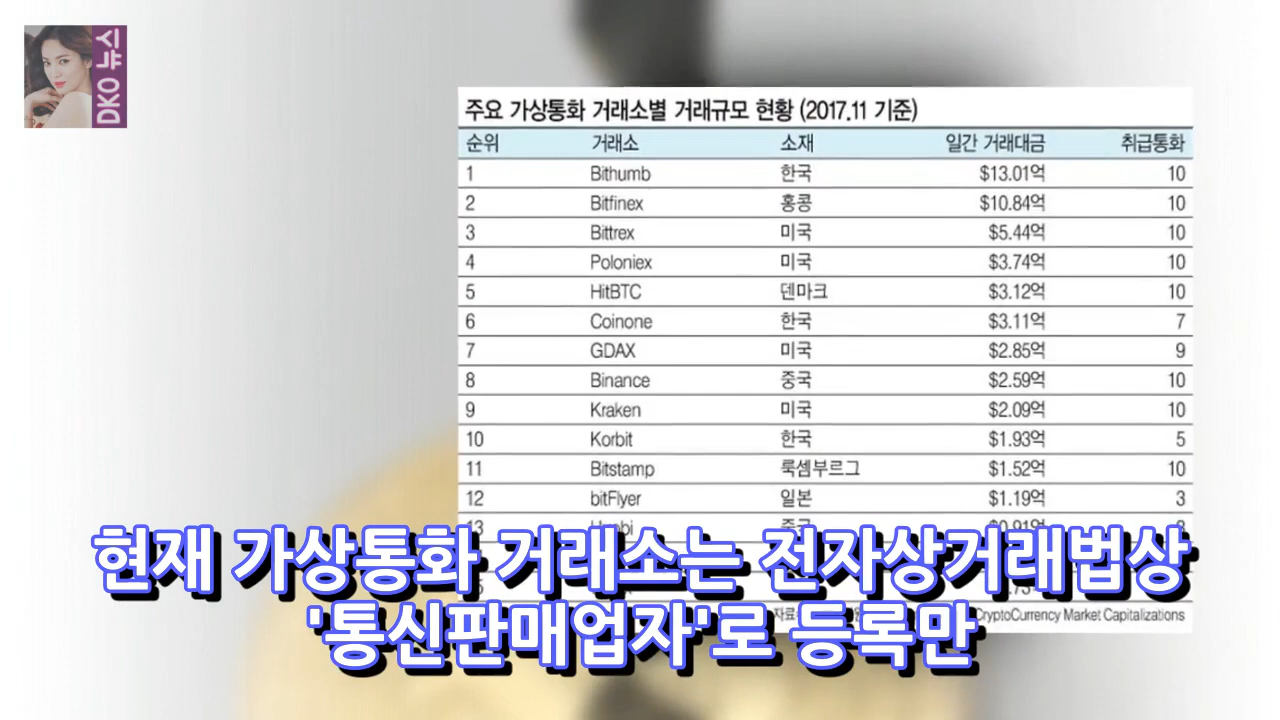 DKO 뉴스
주요 가상통화 거래소별 거래규모 현황 (2017.11 기준)
순위 거래소 소재 일간 거래대금 취급통화
1 Bithumb 한국 $13.01억 10
2 Bitfinex 홍콩 $10.84억 10
3 Bittrex 미국 $5.44억 10
4 Poloniex 미국 $3.74억 10
5 HitBTC 덴마크 $3.12억 10
6 Coinone 한국 $3.11억 7
7 GDAX 미국 $2.85억 9
8 Binance 중국 $2.59억 10
9 Kraken 미국 $2.09억 10
10 Korbit 한국 $1.93억 5
11 Bitstamp 룩셈부르그 $1.52억 10
12 bitFlyer 일본 $1.19억 3
13 중국 $0.91억
현재 가상통화 거래소는 전자상거래법상
CryptoCurrency Market Capitalizations
'통신판매업자'로 등록만